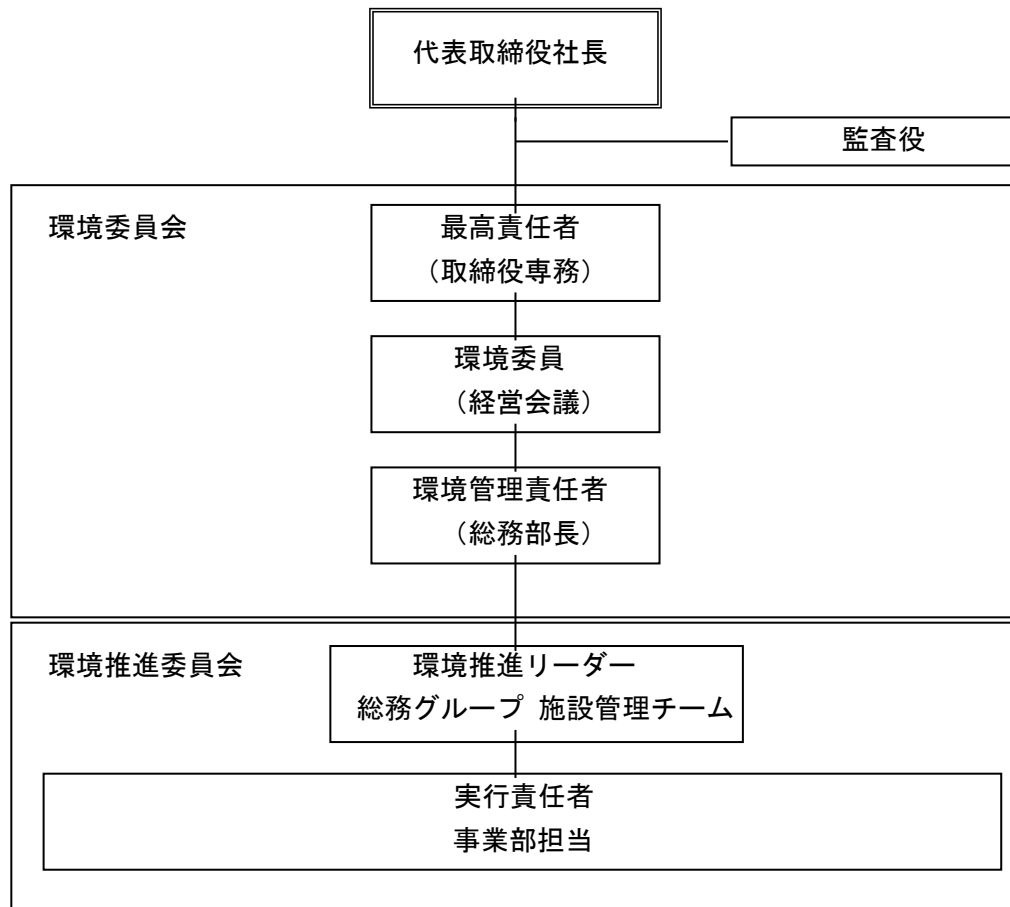 代表取締役社長
監査役
環境委員会
最高責任者
（取締役専務）
環境委員
（経営会議）
環境管理責任者
（総務部長）
環境推進委員会
環境推進リーダー
総務グループ 施設管理チーム
実行責任者
事業部担当